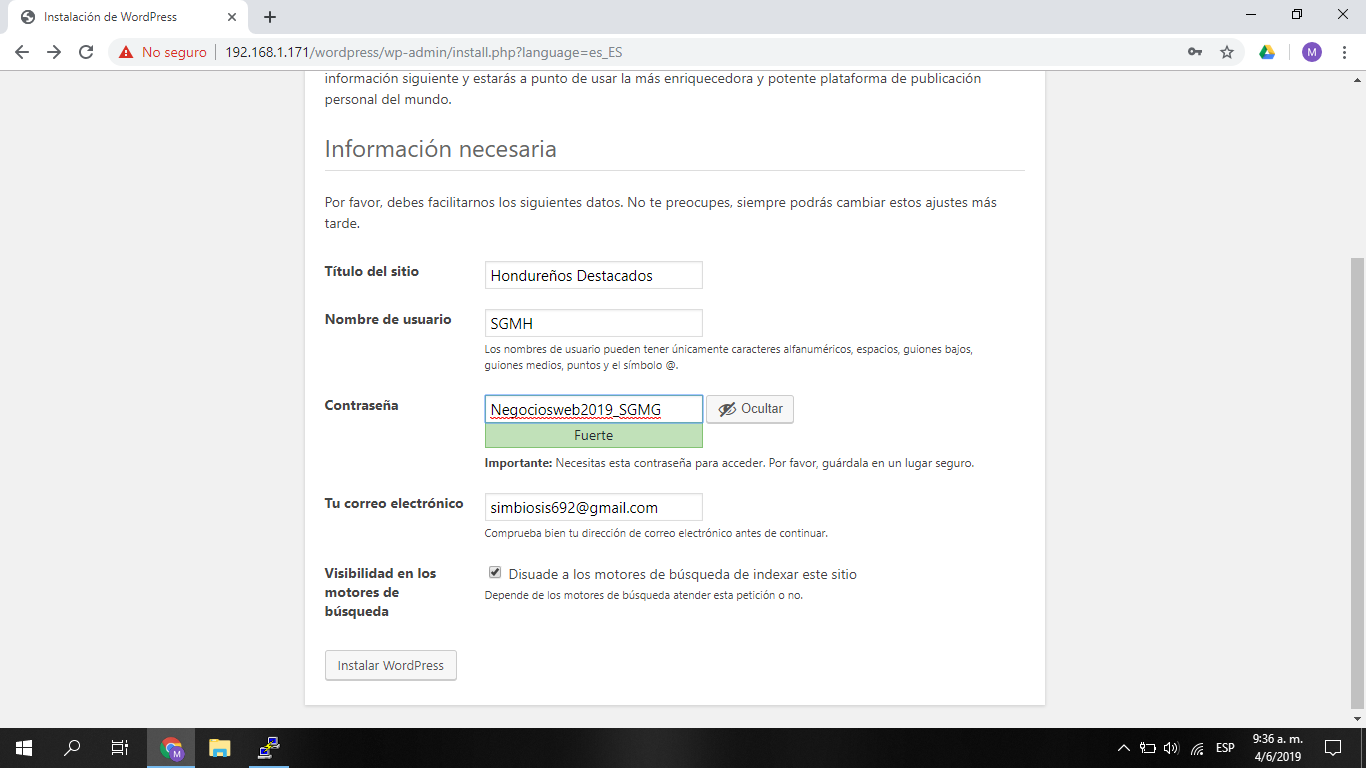 Instalación de WordPress
No seguro
192.168.1.171/wordpress/wp-admin/install.php?language=es_ES
M
información siguiente y estarás a punto de usar la más enriquecedora y potente plataforma de publicación
personal del mundo.
Información necesaria
Por favor, debes facilitarnos los siguientes datos. No te preocupes, siempre podrás cambiar estos ajustes más
tarde.
Título del sitio
Hondureños Destacados
Nombre de usuario
SGMH
Los nombres de usuario pueden tener únicamente caracteres alfanuméricos, espacios, guiones bajos,
guiones medios, puntos y el símbolo @.
Contraseña
Negociosweb2019_SGMG
Ocultar
Fuerte
Importante: Necesitas esta contraseña para acceder. Por favor, guárdala en un lugar seguro.
Tu correo electrónico
simbiosis692@gmail.com
Comprueba bien tu dirección de correo electrónico antes de continuar.
Visibilidad en los
motores de
búsqueda
Disuade a los motores de búsqueda de indexar este sitio
Depende de los motores de búsqueda atender esta petición o no.
Instalar WordPress
M
ESP
9:36 a. m.
4/6/2019